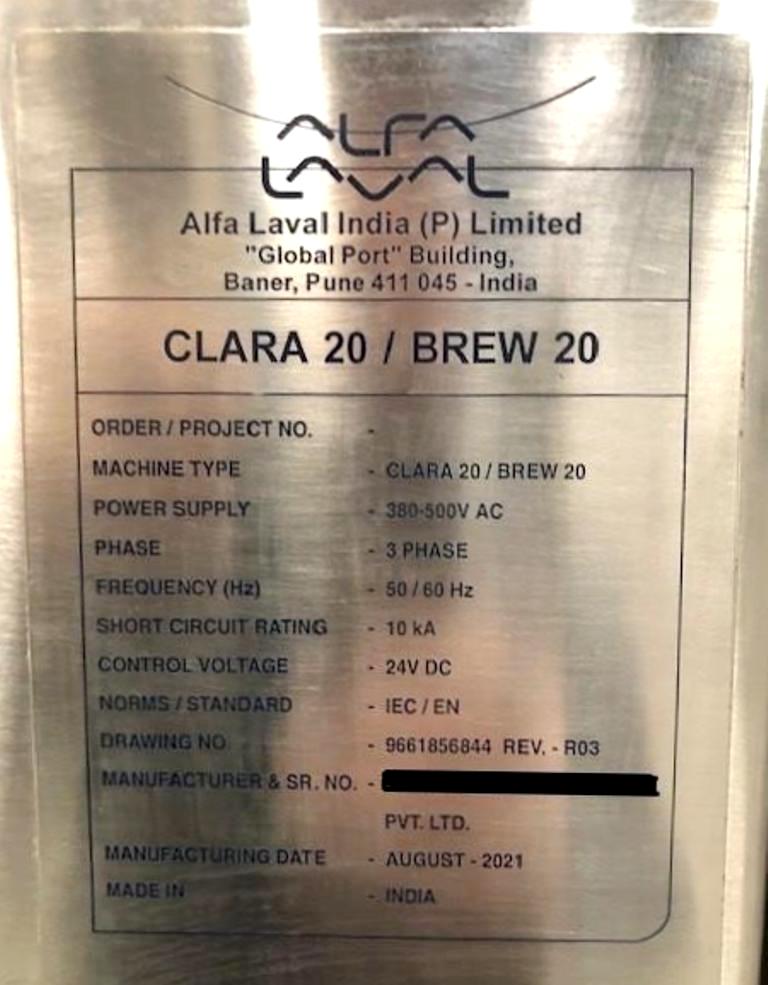 ALFA
LAVAL
Alfa Laval India (P) Limited
"Global Port" Building,
Baner, Pune 411 045 - India
CLARA 20 / BREW 20
ORDER / PROJECT NO. -
MACHINE TYPE - CLARA 20 / BREW 20
POWER SUPPLY - 380-500V AC
PHASE - 3 PHASE
FREQUENCY (Hz) - 50 / 60 Hz
SHORT CIRCUIT RATING - 10 kA
CONTROL VOLTAGE - 24V DC
NORMS / STANDARD - IEC / EN
DRAWING NO - 9661856844 REV. - R03
MANUFACTURER & SR. NO. -
PVT. LTD.
MANUFACTURING DATE - AUGUST - 2021
MADE IN - INDIA